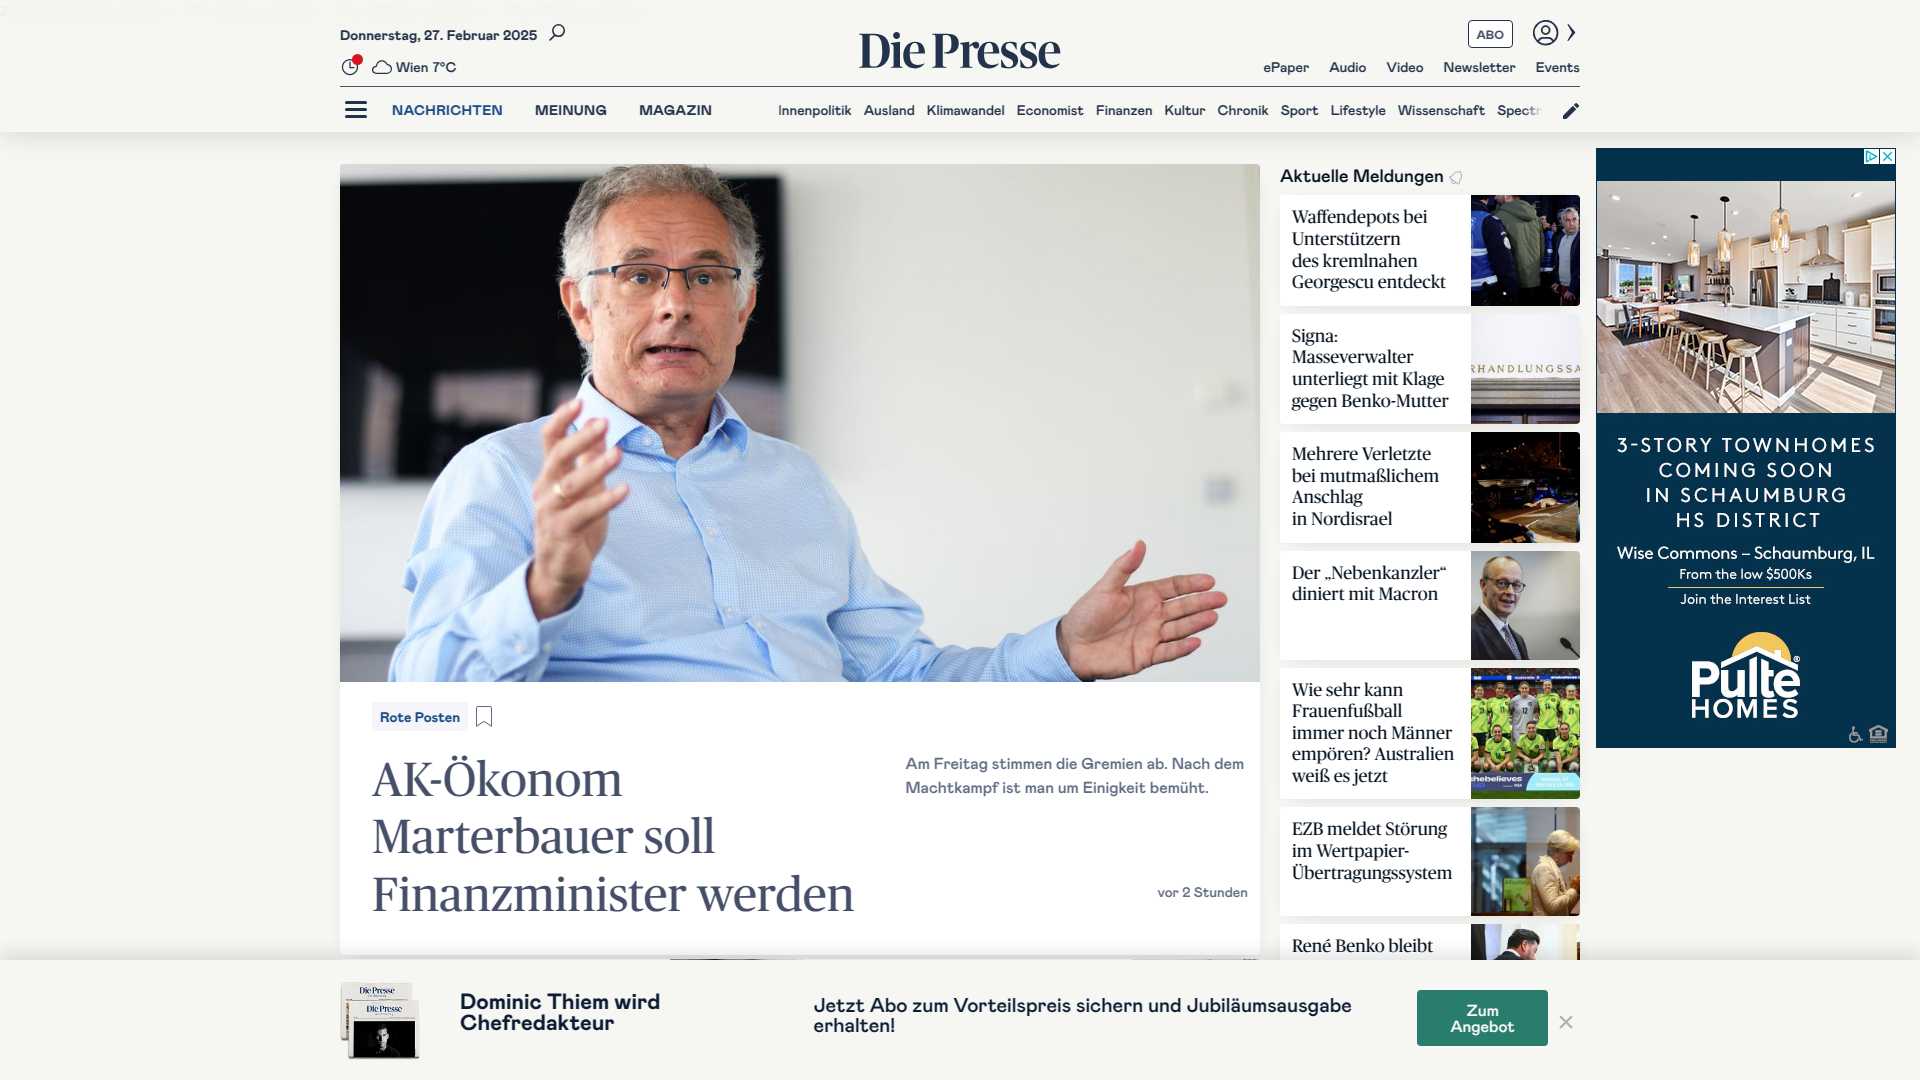 Donnerstag, 27. Februar 2025
Wien 7°C
Die Presse
ABO
ePaper Audio Video Newsletter Events
NACHRICHTEN MEINUNG MAGAZIN
Innenpolitik Ausland Klimawandel Economist Finanzen Kultur Chronik Sport Lifestyle Wissenschaft Spectr
Rote Posten
AK-Ökonom
Marterbauer soll
Finanzminister werden
Am Freitag stimmen die Gremien ab. Nach dem
Machtkampf ist man um Einigkeit bemüht.
vor 2 Stunden
Aktuelle Meldungen
Waffendepots bei
Unterstützern
des kremlnahen
Georgescu entdeckt
Signa:
Masseverwalter
unterliegt mit Klage
gegen Benko-Mutter
RHANDLUNGSSA
Mehrere Verletzte
bei mutmaßlichem
Anschlag
in Nordisrael
Der „Nebenkanzler“
diniert mit Macron
Wie sehr kann
Frauenfußball
immer noch Männer
empören? Australien
weiß es jetzt
hebelieves
EZB meldet Störung
im Wertpapier-
Übertragungssystem
René Benko bleibt
3-STORY TOWNHOMES
COMING SOON
IN SCHAUMBURG
HS DISTRICT
Wise Commons – Schaumburg, IL
From the low $500Ks
Join the Interest List
Pulte®
HOMES
Die Presse
Die Presse
Dominic Thiem wird
Chefredakteur
Jetzt Abo zum Vorteilspreis sichern und Jubiläumsausgabe
erhalten!
Zum
Angebot